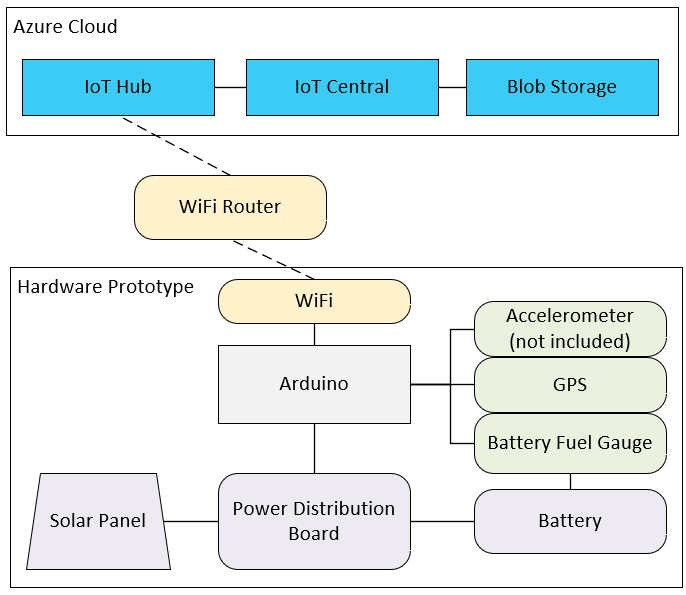 Azure Cloud
IoT Hub
IoT Central
Blob Storage
WiFi Router
Hardware Prototype
WiFi
Accelerometer
(not included)
Arduino
GPS
Battery Fuel Gauge
Solar Panel
Power Distribution
Board
Battery